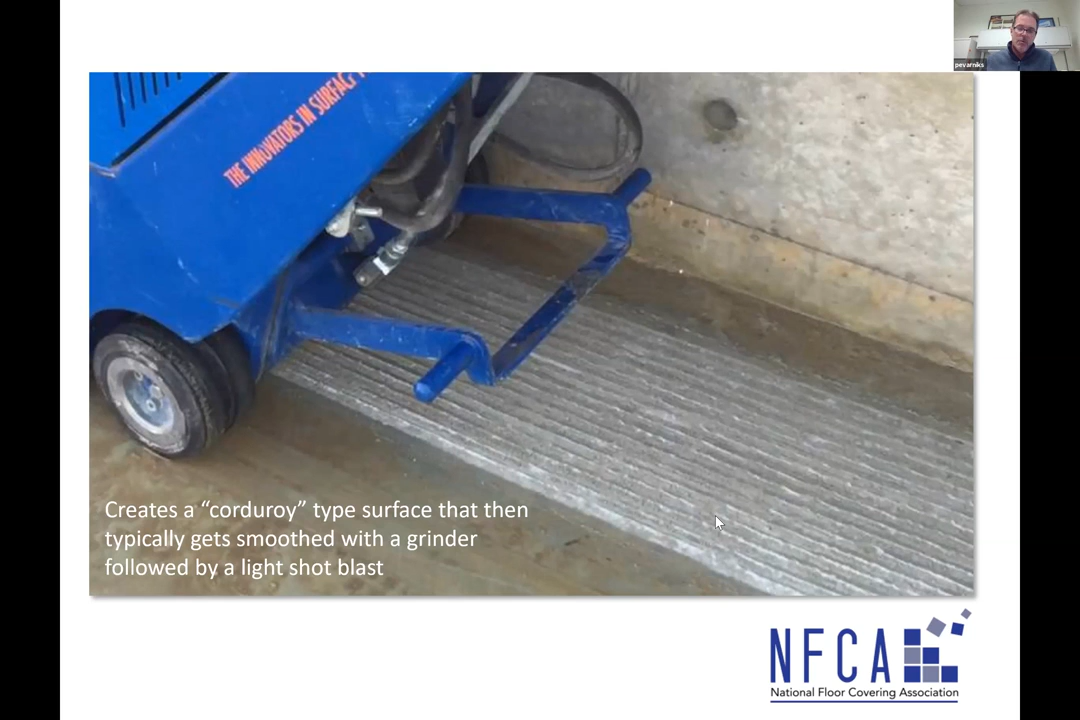 pevarniks
THE INNOVATORS IN SURFAC
Creates a “corduroy” type surface that then
typically gets smoothed with a grinder
followed by a light shot blast
NFCA
National Floor Covering Association